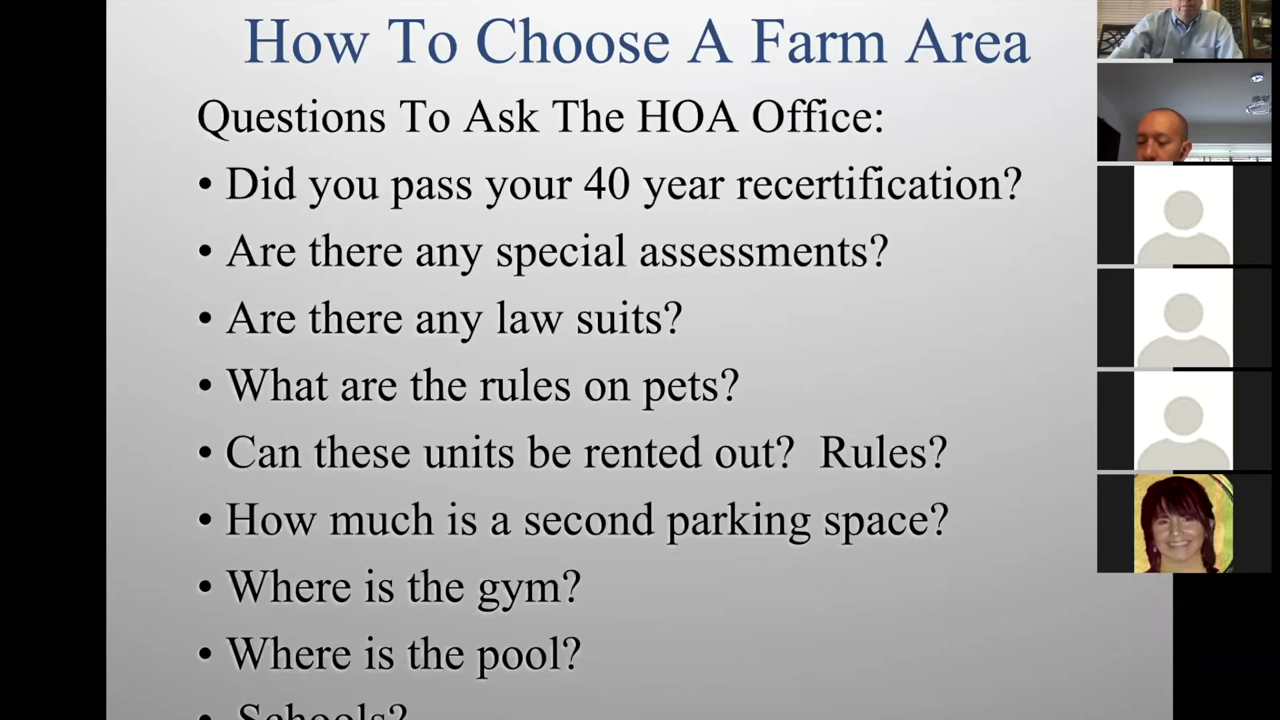 How To Choose A Farm Area
Questions To Ask The HOA Office:
• Did you pass your 40 year recertification?
• Are there any special assessments?
• Are there any law suits?
• What are the rules on pets?
• Can these units be rented out?  Rules?
• How much is a second parking space?
• Where is the gym?
• Where is the pool?
• Schools?